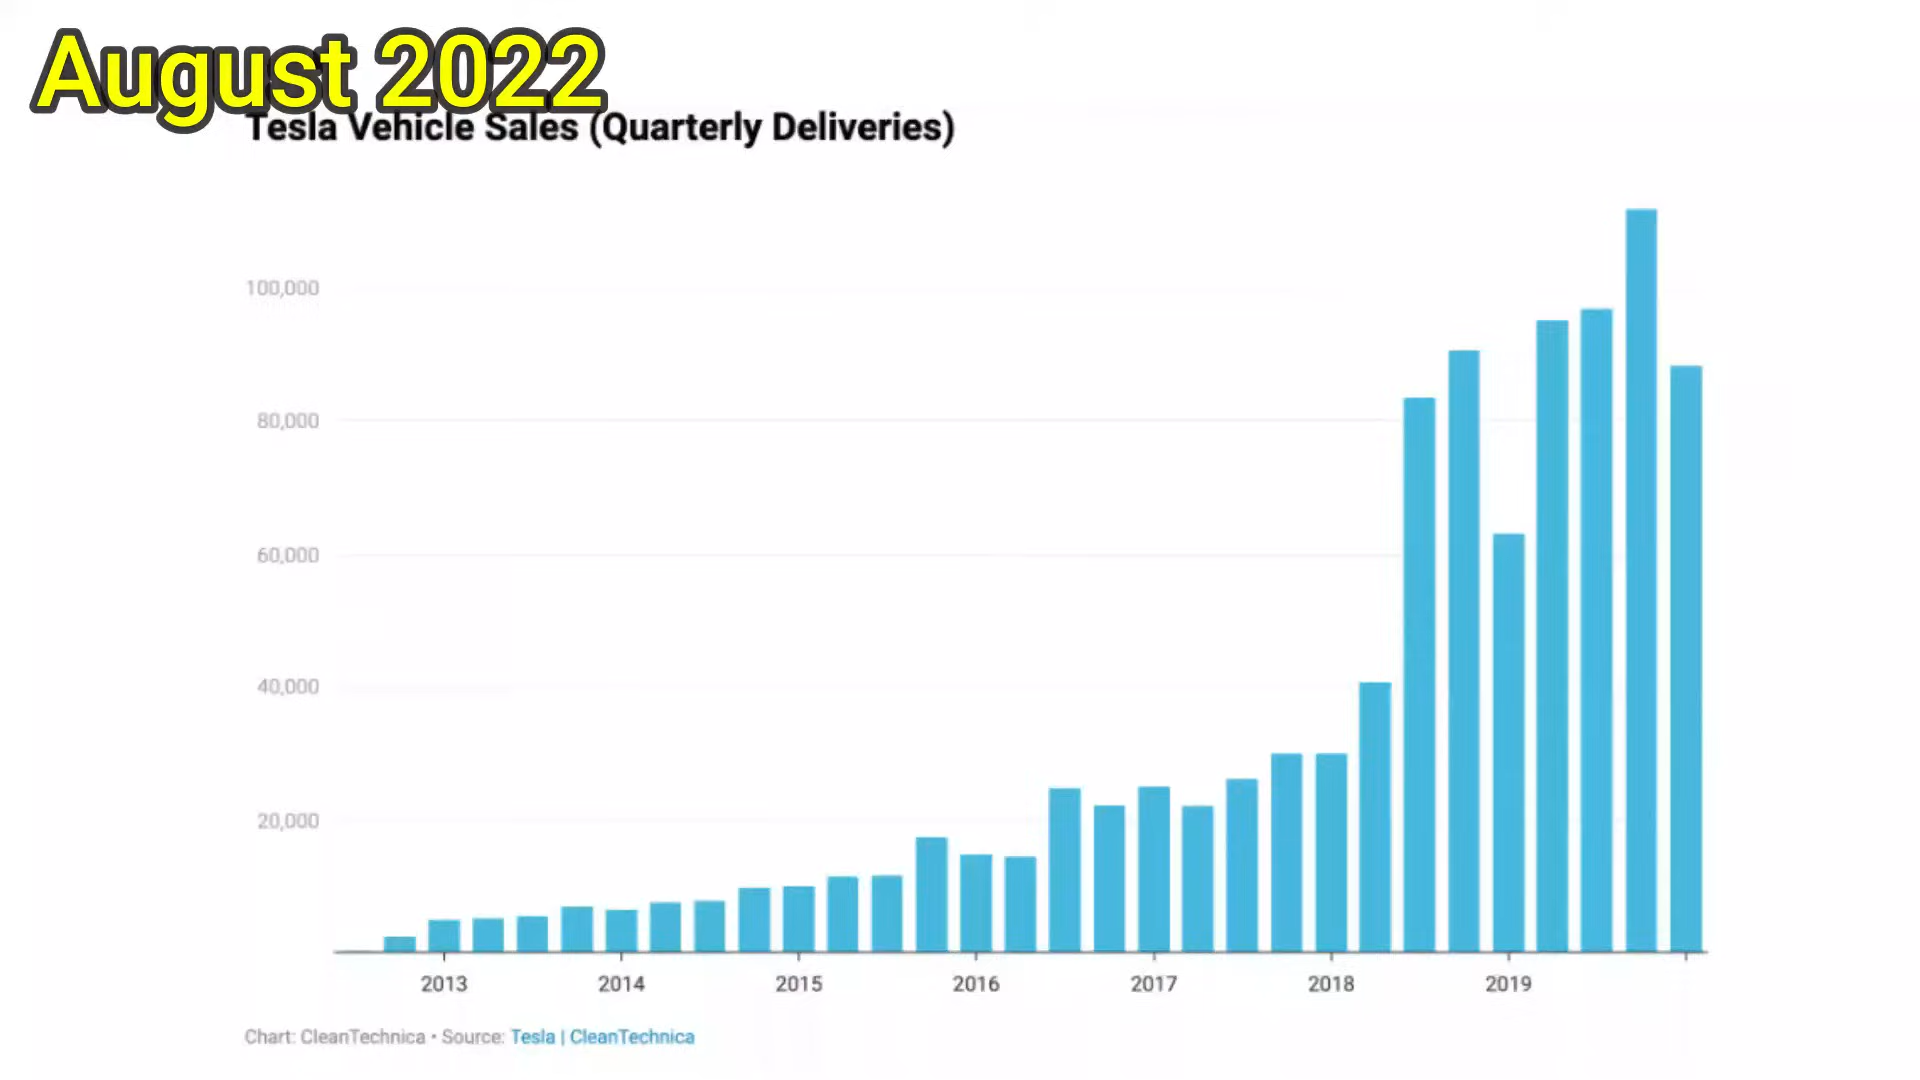 August 2022
Tesla Vehicle Sales (Quarterly Deliveries)
100,000
80,000
60,000
40,000
20,000
2013 2014 2015 2016 2017 2018 2019
Chart: CleanTechnica • Source: Tesla | CleanTechnica